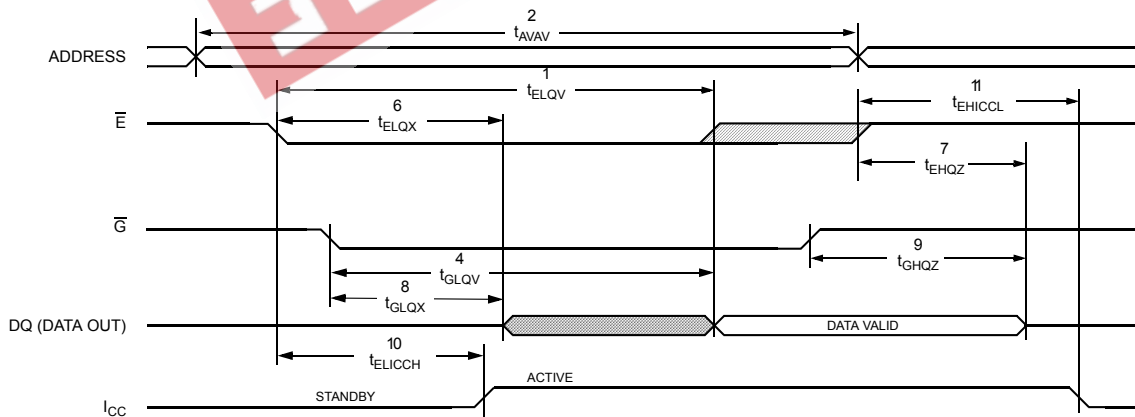 2
tAVAV
ADDRESS
1
tELQV
11
tEHICCL
6
tELQX
E
7
tEHQZ
G
9
tGHQZ
4
tGLQV
8
tGLQX
DQ (DATA OUT)
DATA VALID
10
tELICCH
ACTIVE
STANDBY
ICC